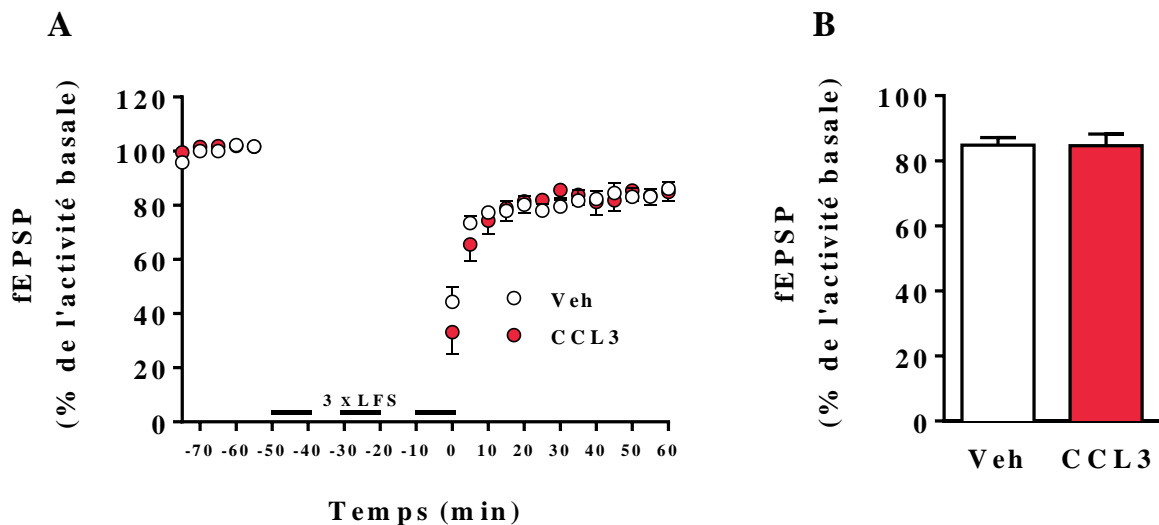 A
fEPSP
(% de l'activité basale)
120
100
80
60
40
20
0
Veh
CCL3
3 x LFS
-70 -60 -50 -40 -30 -20 -10 0 10 20 30 40 50 60
Temps (min)
B
fEPSP
(% de l'activité basale)
100
80
60
40
20
0
Veh CCL3